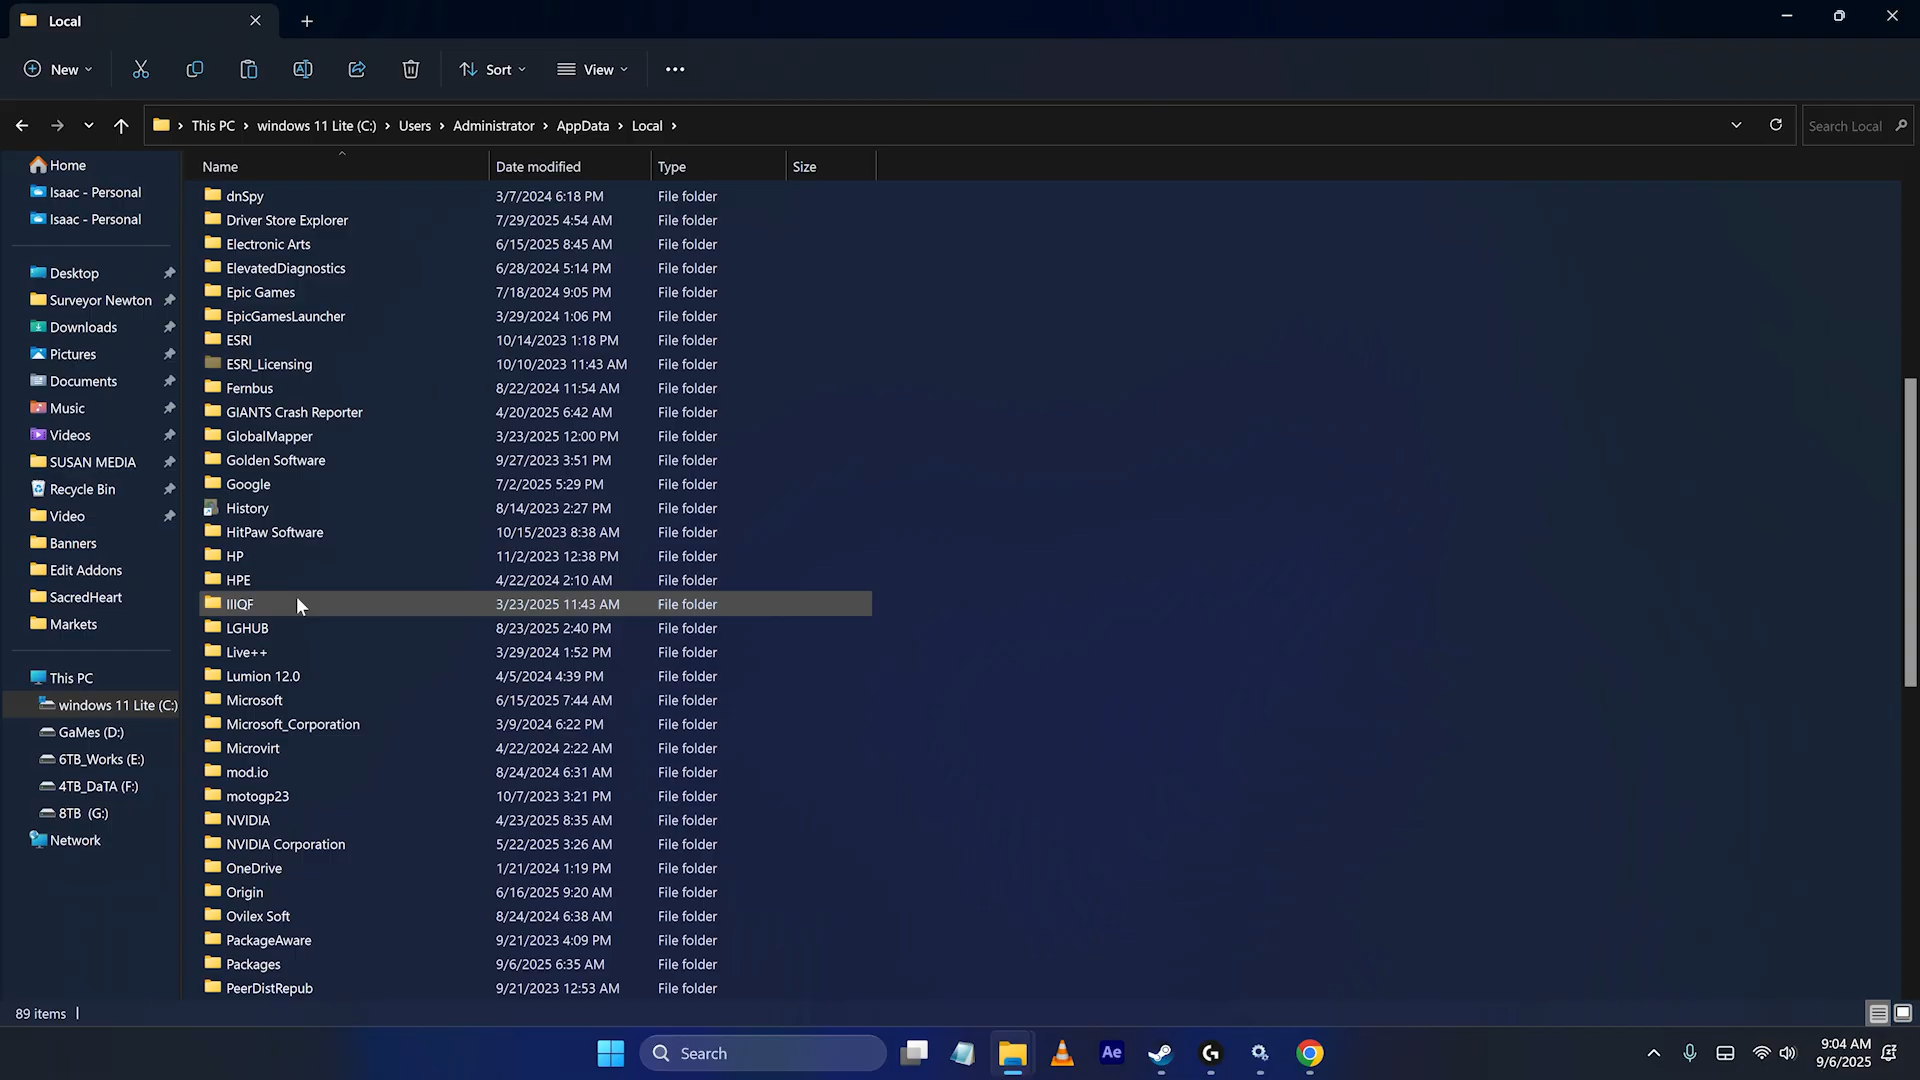 Local
New
Sort
View
This PC > windows 11 Lite (C:) > Users > Administrator > AppData > Local >
Search Local
Home
Isaac - Personal
Isaac - Personal
Desktop
Surveyor Newton
Downloads
Pictures
Documents
Music
Videos
SUSAN MEDIA
Recycle Bin
Video
Banners
Edit Addons
SacredHeart
Markets
This PC
windows 11 Lite (C:)
GaMes (D:)
6TB_Works (E:)
4TB_DaTA (F:)
8TB (G:)
Network
Name Date modified Type Size
dnSpy 3/7/2024 6:18 PM File folder
Driver Store Explorer 7/29/2025 4:54 AM File folder
Electronic Arts 6/15/2025 8:45 AM File folder
ElevatedDiagnostics 6/28/2024 5:14 PM File folder
Epic Games 7/18/2024 9:05 PM File folder
EpicGamesLauncher 3/29/2024 1:06 PM File folder
ESRI 10/14/2023 1:18 PM File folder
ESRI_Licensing 10/10/2023 11:43 AM File folder
Fernbus 8/22/2024 11:54 AM File folder
GIANTS Crash Reporter 4/20/2025 6:42 AM File folder
GlobalMapper 3/23/2025 12:00 PM File folder
Golden Software 9/27/2023 3:51 PM File folder
Google 7/2/2025 5:29 PM File folder
History 8/14/2023 2:27 PM File folder
HitPaw Software 10/15/2023 8:38 AM File folder
HP 11/2/2023 12:38 PM File folder
HPE 4/22/2024 2:10 AM File folder
IIIQF 3/23/2025 11:43 AM File folder
LGHUB 8/23/2025 2:40 PM File folder
Live++ 3/29/2024 1:52 PM File folder
Lumion 12.0 4/5/2024 4:39 PM File folder
Microsoft 6/15/2025 7:44 AM File folder
Microsoft_Corporation 3/9/2024 6:22 PM File folder
Microvirt 4/22/2024 2:22 AM File folder
mod.io 8/24/2024 6:31 AM File folder
motogp23 10/7/2023 3:21 PM File folder
NVIDIA 4/23/2025 8:35 AM File folder
NVIDIA Corporation 5/22/2025 3:26 AM File folder
OneDrive 1/21/2024 1:19 PM File folder
Origin 6/16/2025 9:20 AM File folder
Ovilex Soft 8/24/2024 6:38 AM File folder
PackageAware 9/21/2023 4:09 PM File folder
Packages 9/6/2025 6:35 AM File folder
PeerDistRepub 9/21/2023 12:53 AM File folder
89 items
Search
Ae
9:04 AM
9/6/2025